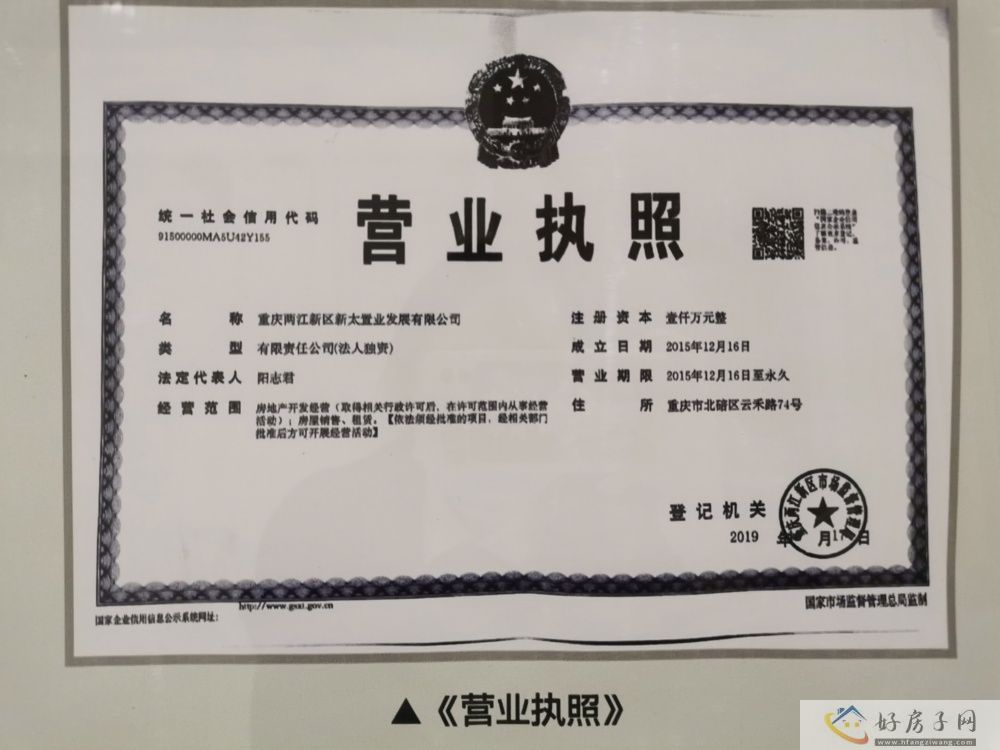 营业执照
统一社会信用代码
91500000MA5U42Y155
名称 重庆两江新区新太置业发展有限公司
类型 有限责任公司(法人独资)
法定代表人 阳志君
经营范围 房地产开发经营（取得相关行政许可后，在许可范围内从事经营
活动）；房屋销售、租赁。【依法须经批准的项目，经相关部门
批准后方可开展经营活动】
注册资本 壹仟万元整
成立日期 2015年12月16日
营业期限 2015年12月16日至永久
住所 重庆市北碚区云禾路74号
登记机关
2019 年 月17日
国家企业信用信息公示系统网址：
http://www.gsxt.gov.cn
国家市场监督管理总局监制
▲《营业执照》
好房子网
www.hfangziwang.com